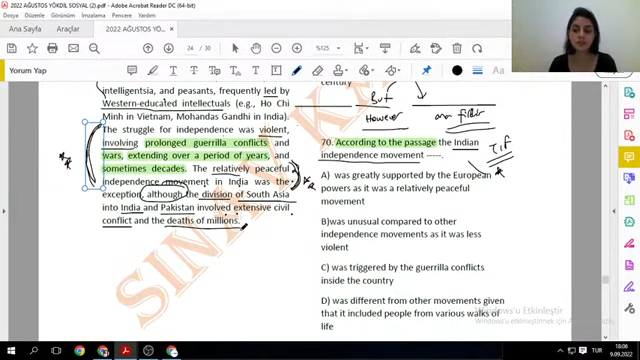 2022 AĞUSTOS YÖKDİL SOSYAL (2).pdf - Adobe Acrobat Reader DC (64-bit)
Dosya Düzenle Görünüm İmzala Pencere Yardım
Ana Sayfa Araçlar 2022 AĞUSTOS YÖ... ×
24 / 28 %125
Yorum Yap
intelligentsia, and peasants, frequently led by
Western-educated intellectuals (e.g., Ho Chi
Minh in Vietnam, Mohandas Gandhi in India).
The struggle for independence was violent,
involving prolonged guerrilla conflicts and
wars, extending over a period of years, and
sometimes decades. The relatively peaceful
independence movement in India was the
exception, although the division of South Asia
into India and Pakistan involved extensive civil
conflict and the deaths of millions.
SINAV KAMPI
century
But
However
70. According to the passage the Indian
independence movement -----.
A) was greatly supported by the European
powers as it was a relatively peaceful
movement
B)was unusual compared to other
independence movements as it was less
violent
C) was triggered by the guerrilla conflicts
inside the country
D) was different from other movements given
that it included people from various walks of
life
Windows'u Etkinleştir
TUR
18:06
9.09.2022